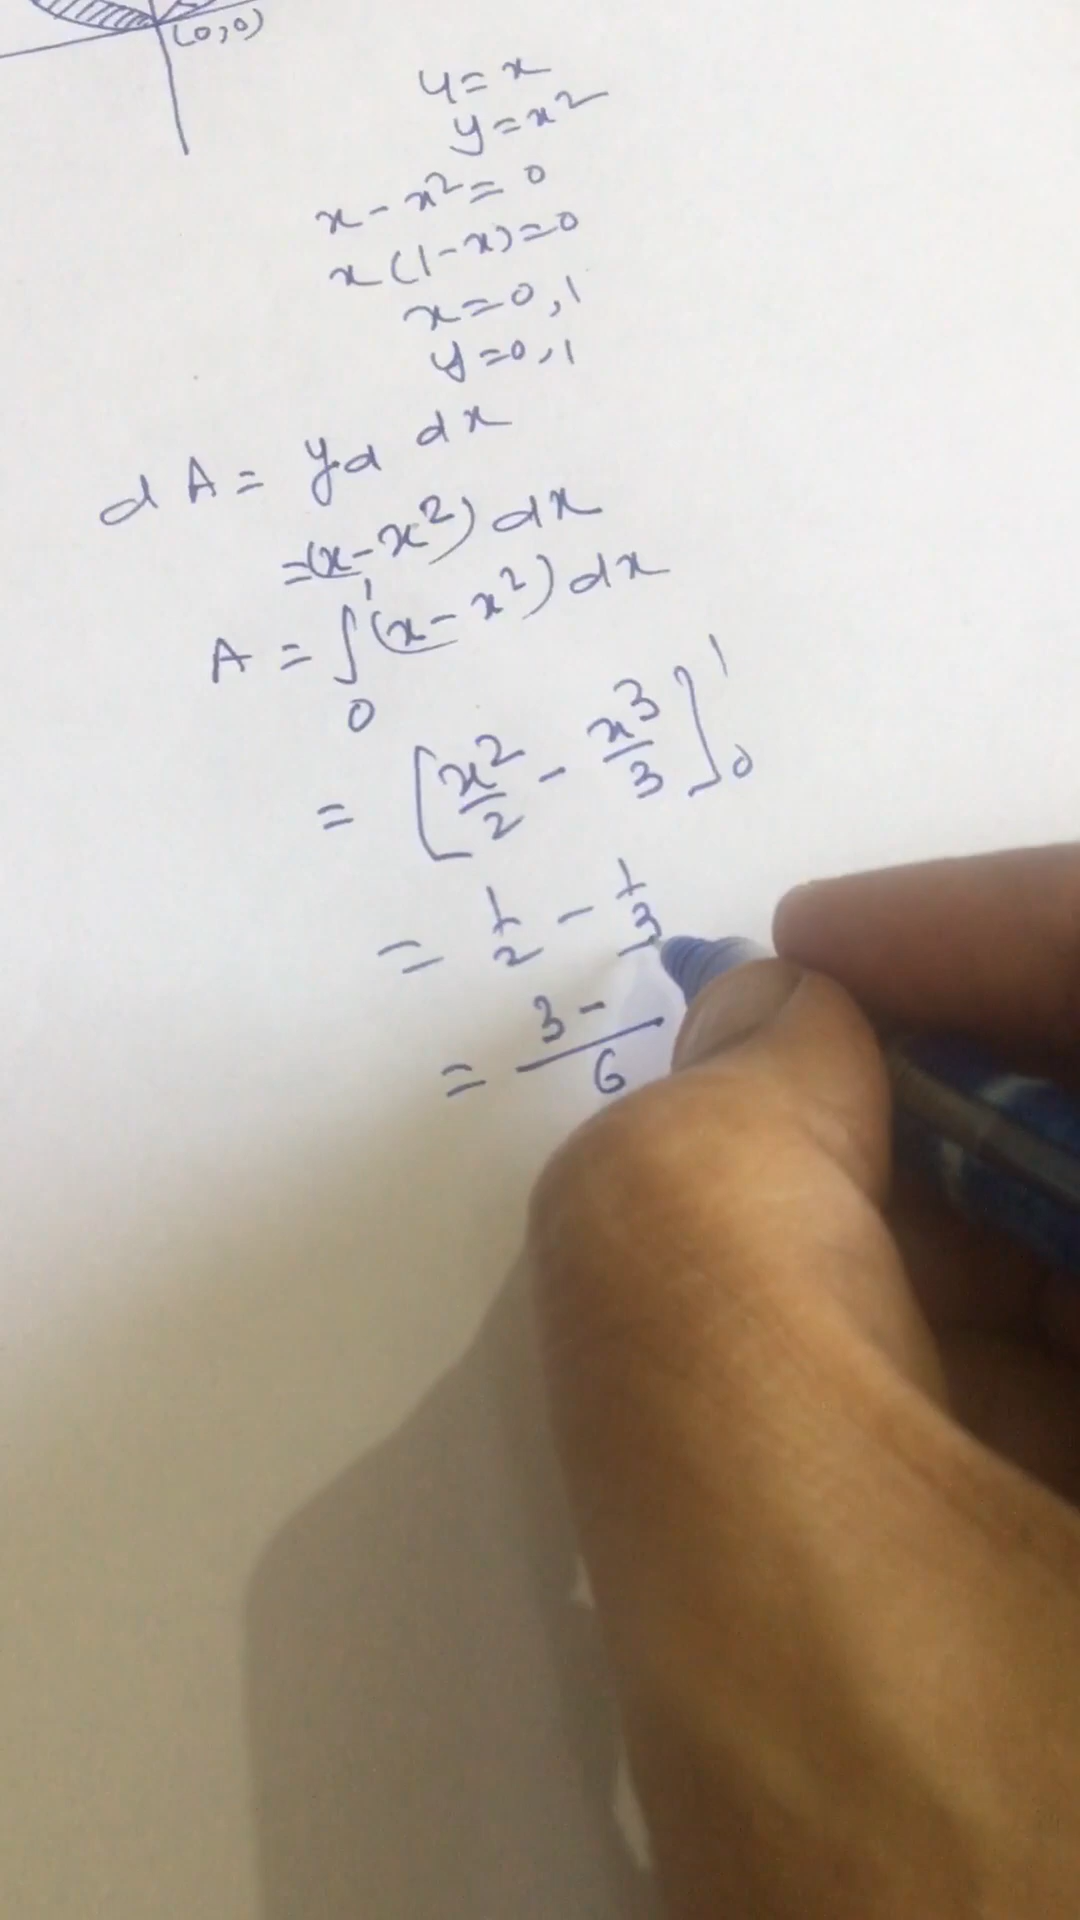 (0,0)
y = x
y = x²
x - x² = 0
x (1-x) = 0
x = 0, 1
y = 0, 1
dA = yd dx
= (x - x²) dx
A = ∫₀¹ (x - x²) dx
= [x²/2 - x³/3]₀¹
= 1/2 - 1/3
= 3 - / 6